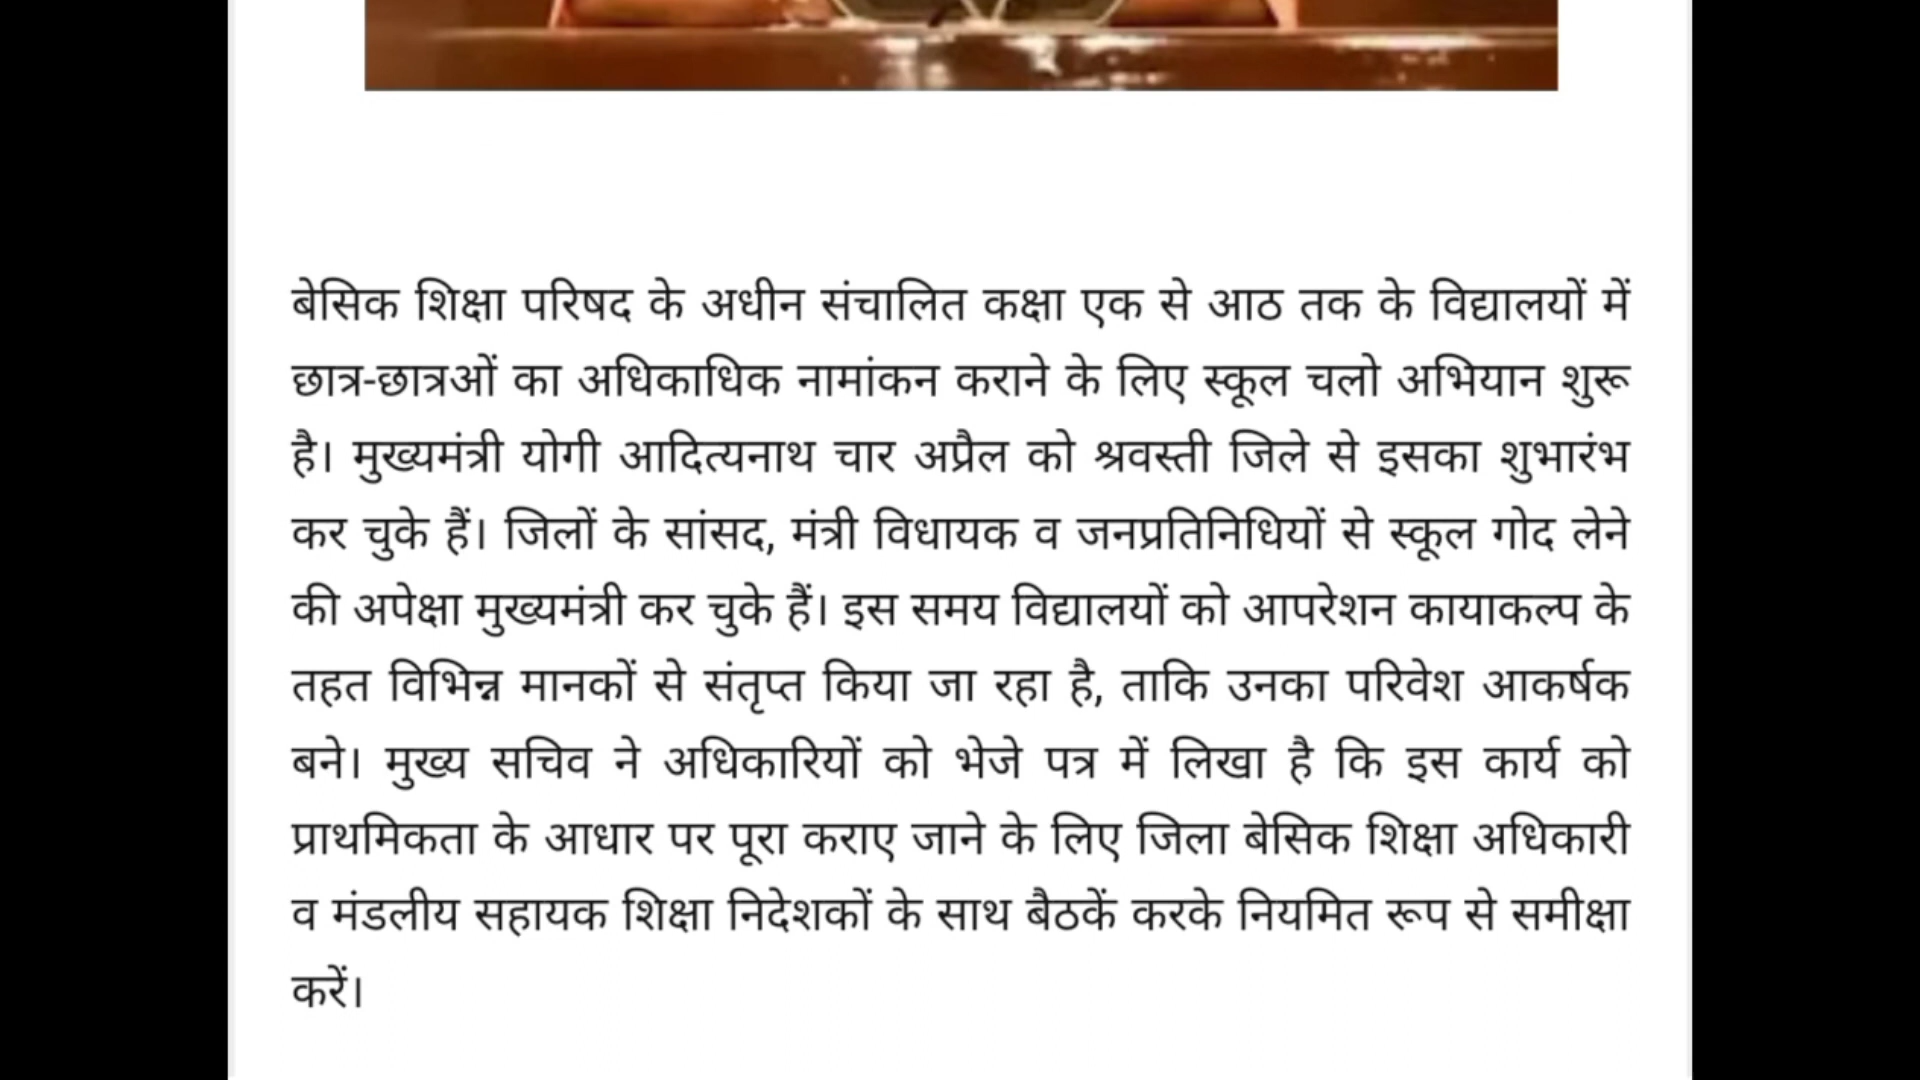 बेसिक शिक्षा परिषद के अधीन संचालित कक्षा एक से आठ तक के विद्यालयों में
छात्र-छात्रओं का अधिकाधिक नामांकन कराने के लिए स्कूल चलो अभियान शुरू
है। मुख्यमंत्री योगी आदित्यनाथ चार अप्रैल को श्रवस्ती जिले से इसका शुभारंभ
कर चुके हैं। जिलों के सांसद, मंत्री विधायक व जनप्रतिनिधियों से स्कूल गोद लेने
की अपेक्षा मुख्यमंत्री कर चुके हैं। इस समय विद्यालयों को आपरेशन कायाकल्प के
तहत विभिन्न मानकों से संतृप्त किया जा रहा है, ताकि उनका परिवेश आकर्षक
बने। मुख्य सचिव ने अधिकारियों को भेजे पत्र में लिखा है कि इस कार्य को
प्राथमिकता के आधार पर पूरा कराए जाने के लिए जिला बेसिक शिक्षा अधिकारी
व मंडलीय सहायक शिक्षा निदेशकों के साथ बैठकें करके नियमित रूप से समीक्षा
करें।